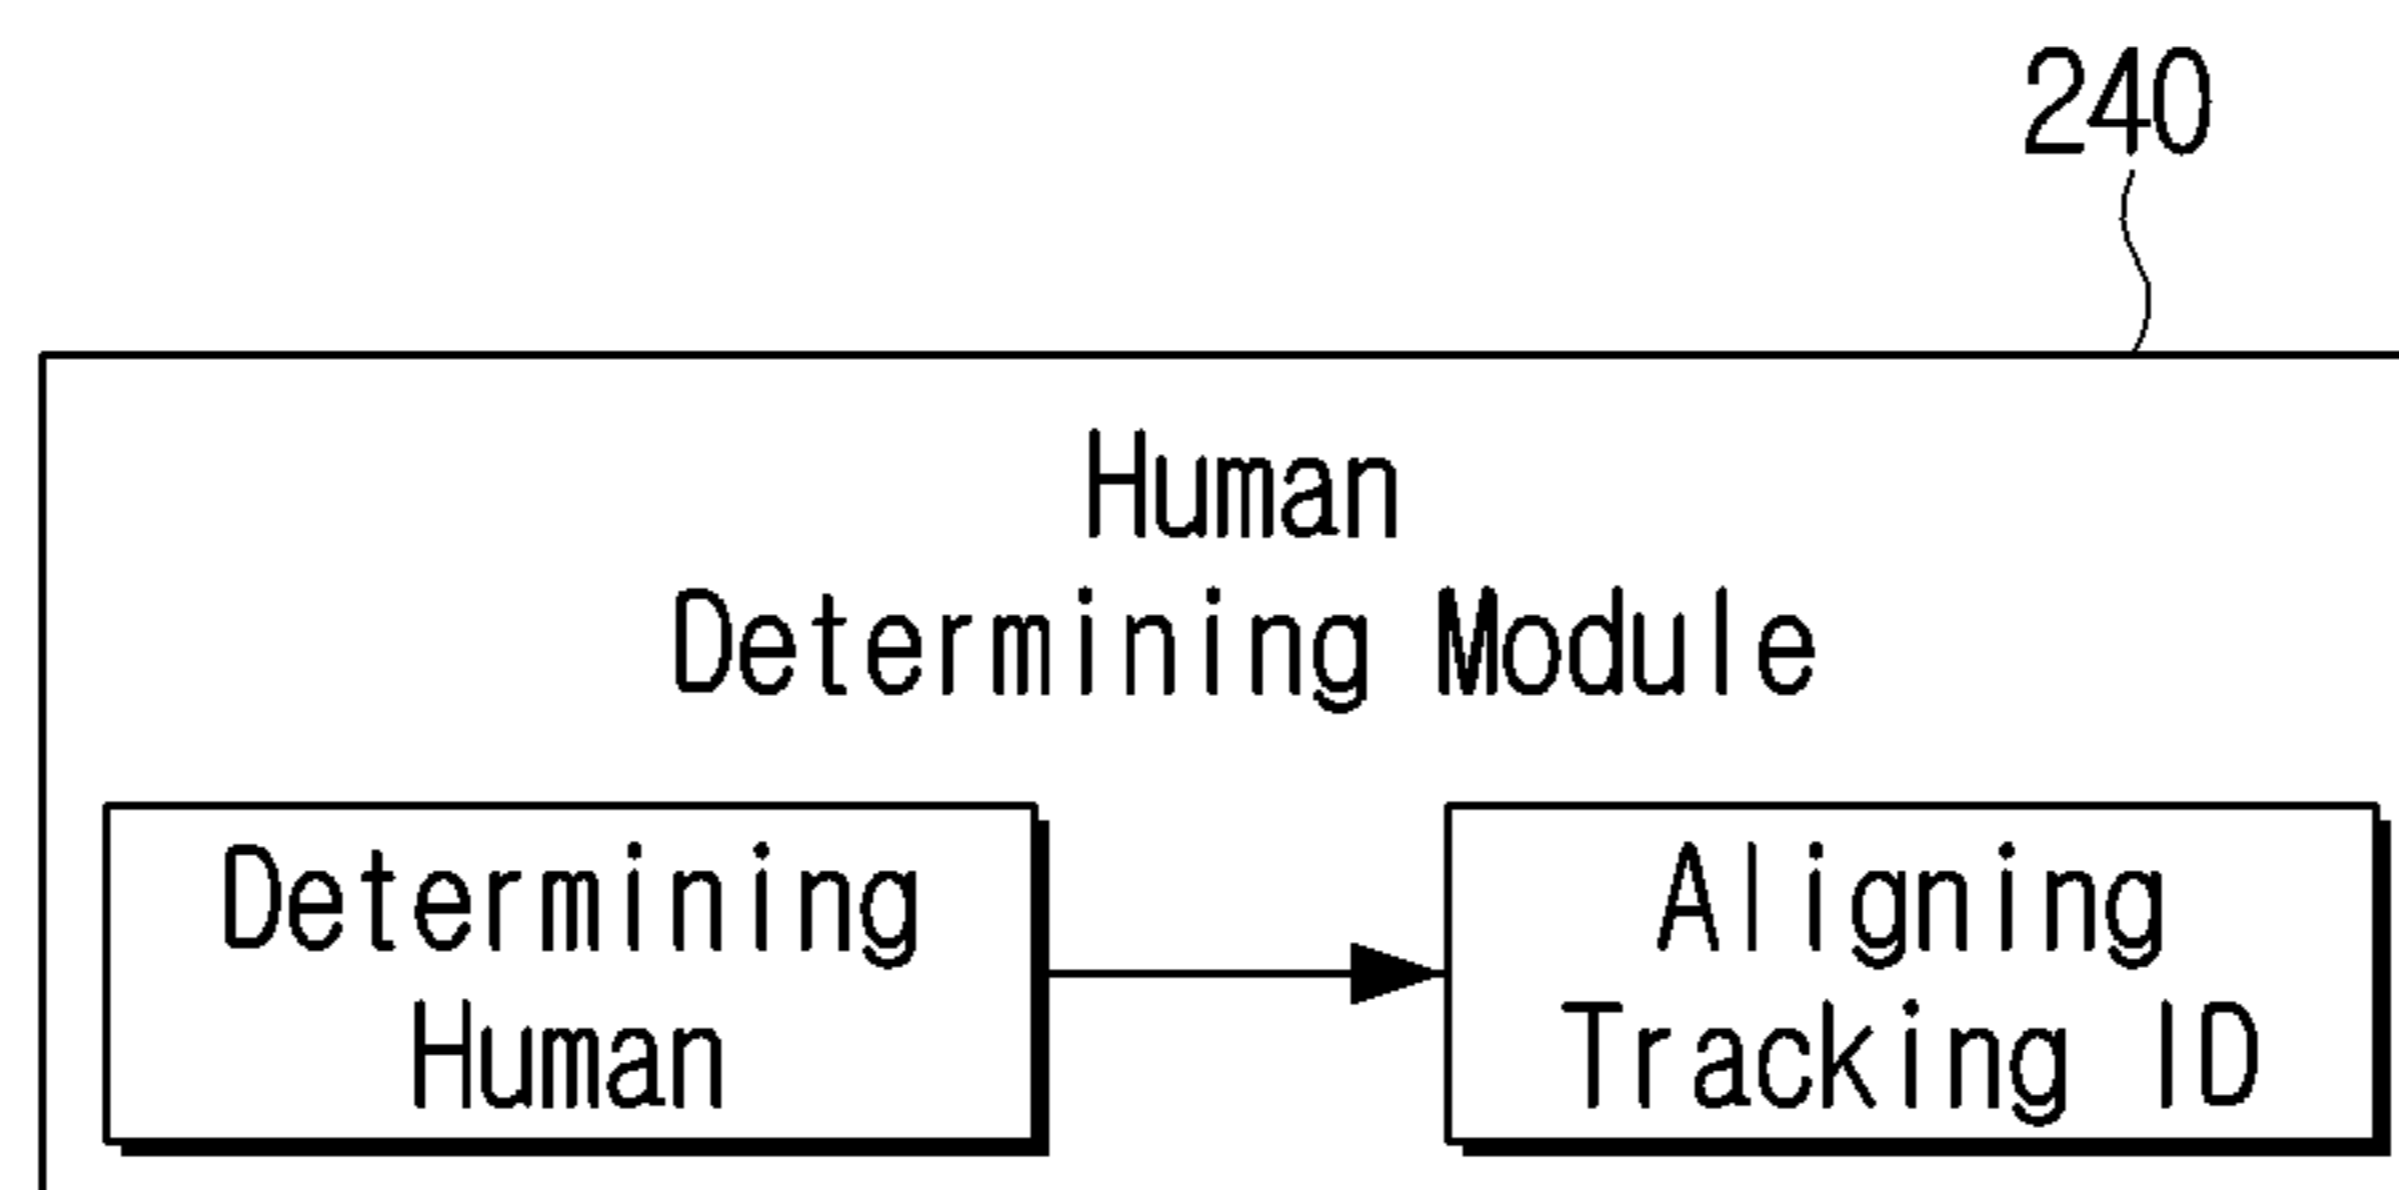 240
Human
Determining Module
Determining
Human
Aligning
Tracking ID